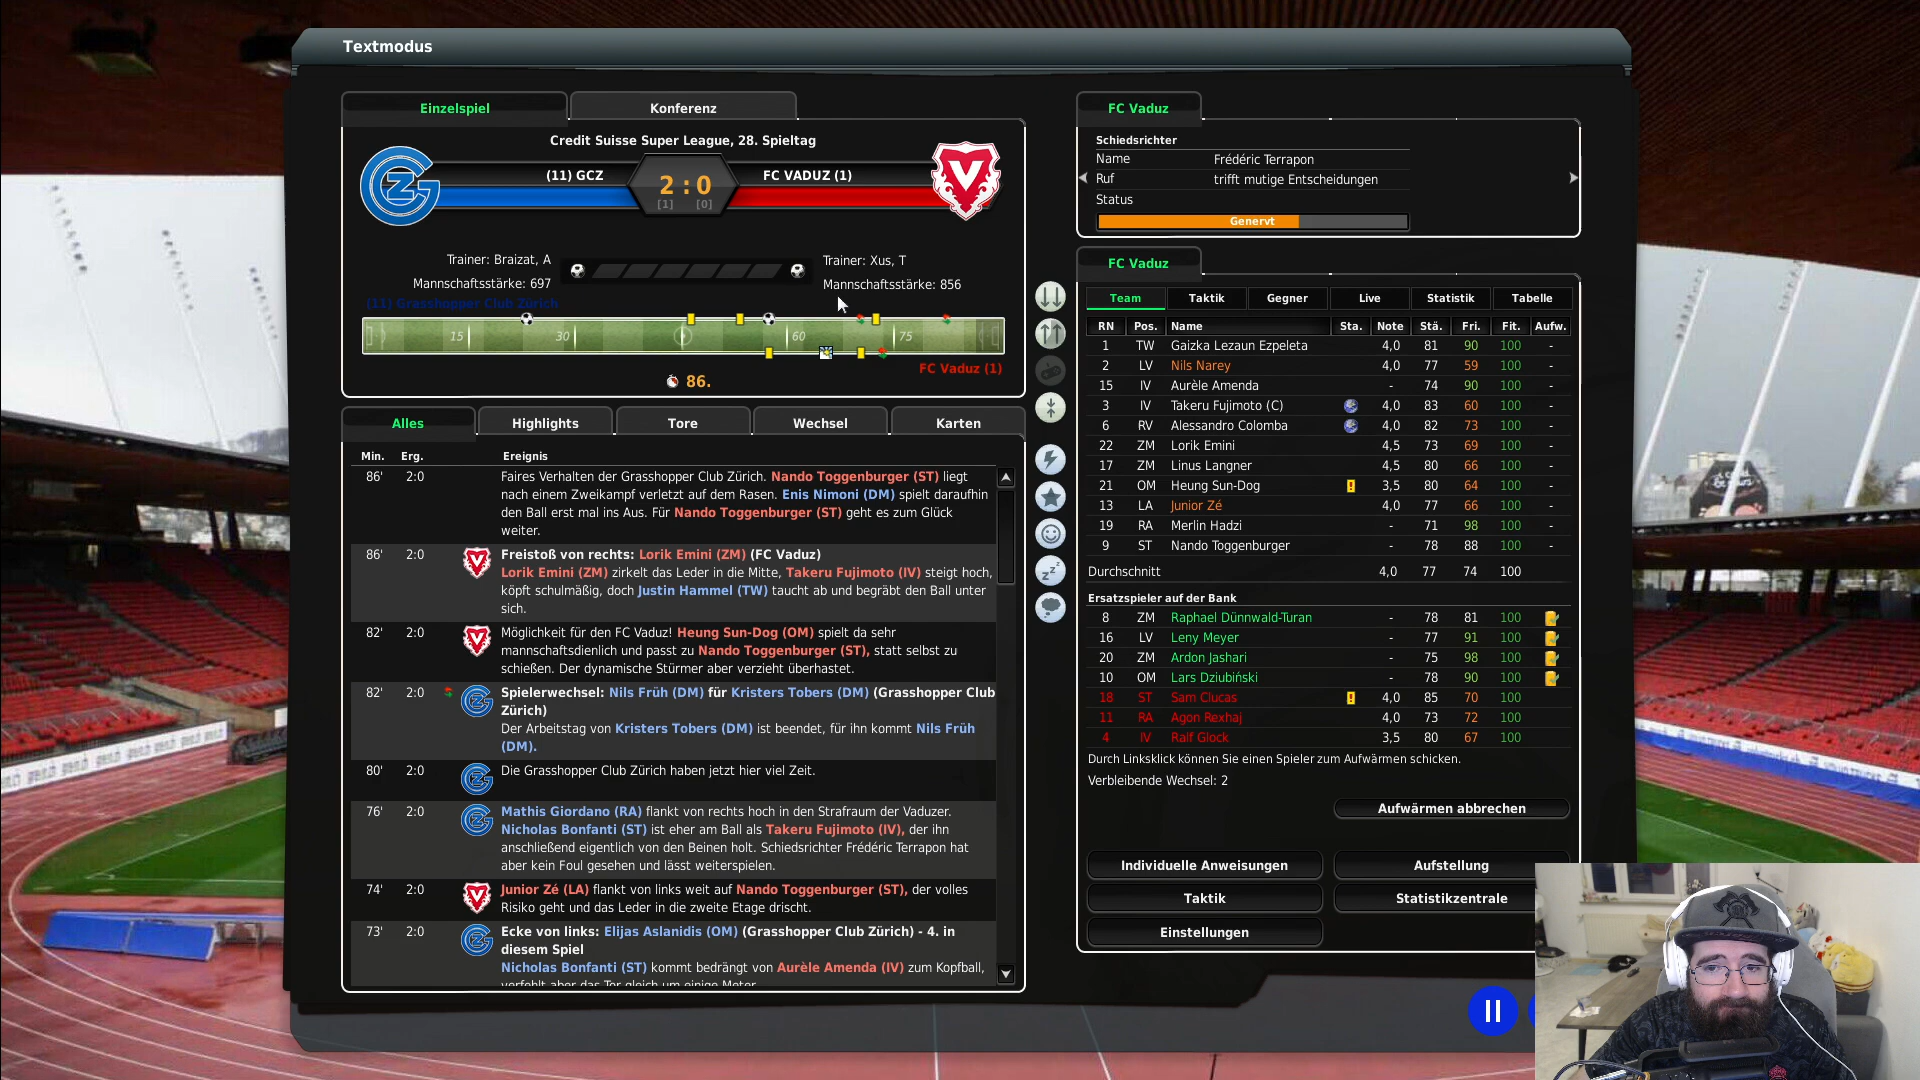 Textmodus
Einzelspiel
Konferenz
Credit Suisse Super League, 28. Spieltag
(11) GCZ
2 : 0
FC VADUZ (1)
[1] [0]
Trainer: Braizat, A
Trainer: Xus, T
Mannschaftsstärke: 697
Mannschaftsstärke: 856
(11) Grasshopper Club Zürich
15 30 60 75
FC Vaduz (1)
86.
Alles
Highlights
Tore
Wechsel
Karten
Min. Erg. Ereignis
86' 2:0 Faires Verhalten der Grasshopper Club Zürich. Nando Toggenburger (ST) liegt
nach einem Zweikampf verletzt auf dem Rasen. Enis Nimoni (DM) spielt daraufhin
den Ball erst mal ins Aus. Für Nando Toggenburger (ST) geht es zum Glück
weiter.
86' 2:0 Freistoß von rechts: Lorik Emini (ZM) (FC Vaduz)
Lorik Emini (ZM) zirkelt das Leder in die Mitte, Takeru Fujimoto (IV) steigt hoch,
köpft schulmäßig, doch Justin Hammel (TW) taucht ab und begräbt den Ball unter
sich.
82' 2:0 Möglichkeit für den FC Vaduz! Heung Sun-Dog (OM) spielt da sehr
mannschaftsdienlich und passt zu Nando Toggenburger (ST), statt selbst zu
schießen. Der dynamische Stürmer aber verzieht überhastet.
82' 2:0 Spielerwechsel: Nils Früh (DM) für Kristers Tobers (DM) (Grasshopper Club
Zürich)
Der Arbeitstag von Kristers Tobers (DM) ist beendet, für ihn kommt Nils Früh
(DM).
80' 2:0 Die Grasshopper Club Zürich haben jetzt hier viel Zeit.
76' 2:0 Mathis Giordano (RA) flankt von rechts hoch in den Strafraum der Vaduzer.
Nicholas Bonfanti (ST) ist eher am Ball als Takeru Fujimoto (IV), der ihn
anschließend eigentlich von den Beinen holt. Schiedsrichter Frédéric Terrapon hat
aber kein Foul gesehen und lässt weiterspielen.
74' 2:0 Junior Zé (LA) flankt von links weit auf Nando Toggenburger (ST), der volles
Risiko geht und das Leder in die zweite Etage drischt.
73' 2:0 Ecke von links: Elijas Aslanidis (OM) (Grasshopper Club Zürich) - 4. in
diesem Spiel
Nicholas Bonfanti (ST) kommt bedrängt von Aurèle Amenda (IV) zum Kopfball,
verfehlt aber das Tor gleich um einige Meter.
FC Vaduz
Schiedsrichter
Name Frédéric Terrapon
Ruf trifft mutige Entscheidungen
Status
Genervt
FC Vaduz
Team Taktik Gegner Live Statistik Tabelle
RN Pos. Name Sta. Note Stä. Fri. Fit. Aufw.
1 TW Gaizka Lezaun Ezpeleta 4,0 81 90 100 -
2 LV Nils Narey 4,0 77 59 100 -
15 IV Aurèle Amenda - 74 90 100 -
3 IV Takeru Fujimoto (C) 4,0 83 60 100 -
6 RV Alessandro Colomba 4,0 82 73 100 -
22 ZM Lorik Emini 4,5 73 69 100 -
17 ZM Linus Langner 4,5 80 66 100 -
21 OM Heung Sun-Dog 3,5 80 64 100 -
13 LA Junior Zé 4,0 77 66 100 -
19 RA Merlin Hadzi - 71 98 100 -
9 ST Nando Toggenburger - 78 88 100 -
Durchschnitt 4,0 77 74 100
Ersatzspieler auf der Bank
8 ZM Raphael Dünnwald-Turan - 78 81 100
16 LV Leny Meyer - 77 91 100
20 ZM Ardon Jashari - 75 98 100
10 OM Lars Dziubiński - 78 90 100
18 ST Sam Clucas 4,0 85 70 100
11 RA Agon Rexhaj 4,0 73 72 100
4 IV Ralf Glock 3,5 80 67 100
Durch Linksklick können Sie einen Spieler zum Aufwärmen schicken.
Verbleibende Wechsel: 2
Aufwärmen abbrechen
Individuelle Anweisungen
Aufstellung
Taktik
Statistikzentrale
Einstellungen